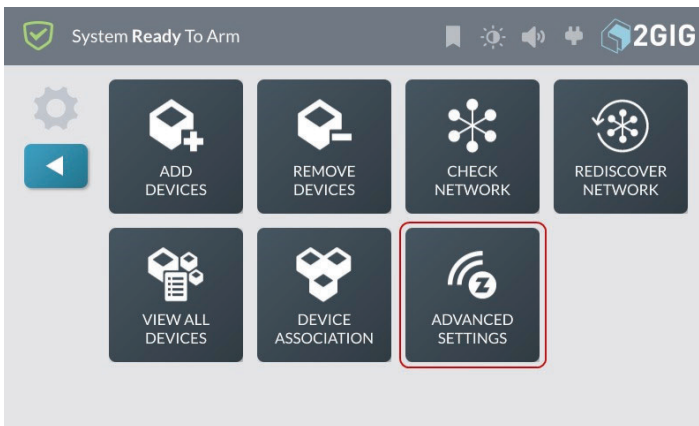 System Ready To Arm
2GIG
ADD
DEVICES
REMOVE
DEVICES
CHECK
NETWORK
REDISCOVER
NETWORK
VIEW ALL
DEVICES
DEVICE
ASSOCIATION
Z
ADVANCED
SETTINGS